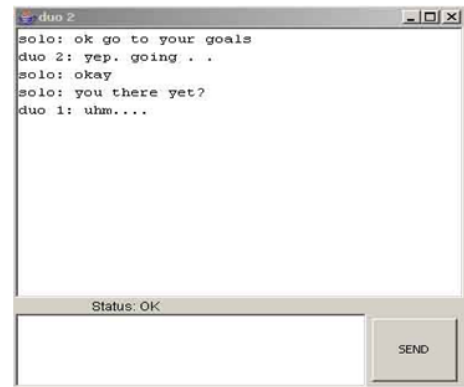 duo 2
solo: ok go to your goals
duo 2: yep. going . .
solo: okay
solo: you there yet?
duo 1: uhm....
Status: OK
SEND